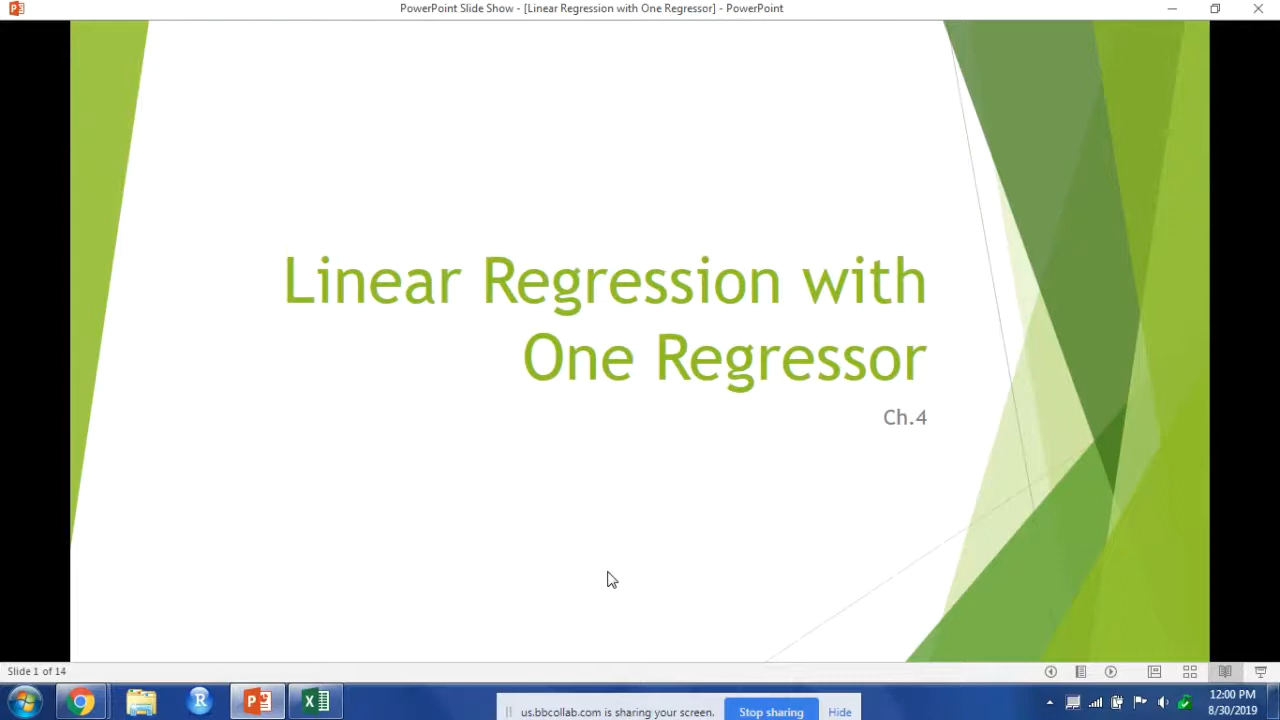 PowerPoint Slide Show - [Linear Regression with One Regressor] - PowerPoint
Linear Regression with
One Regressor
Ch.4
Slide 1 of 14
us.bbcollab.com is sharing your screen.
Stop sharing
Hide
12:00 PM
8/30/2019